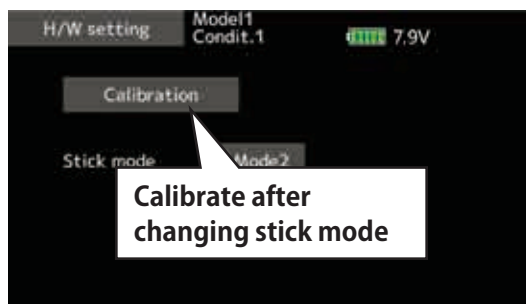 H/W setting
Model1
Condit.1
7.9V
Calibration
Stick mode
Mode2
Calibrate after
changing stick mode